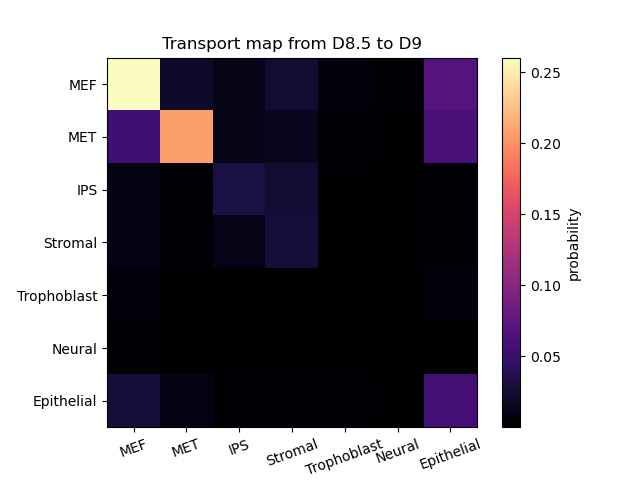 Transport map from D8.5 to D9
MEF
MET
IPS
Stromal
Trophoblast
Neural
Epithelial
MEF
MET
IPS
Stromal
Trophoblast
Neural
Epithelial
0.25
0.20
0.15
0.10
0.05
probability